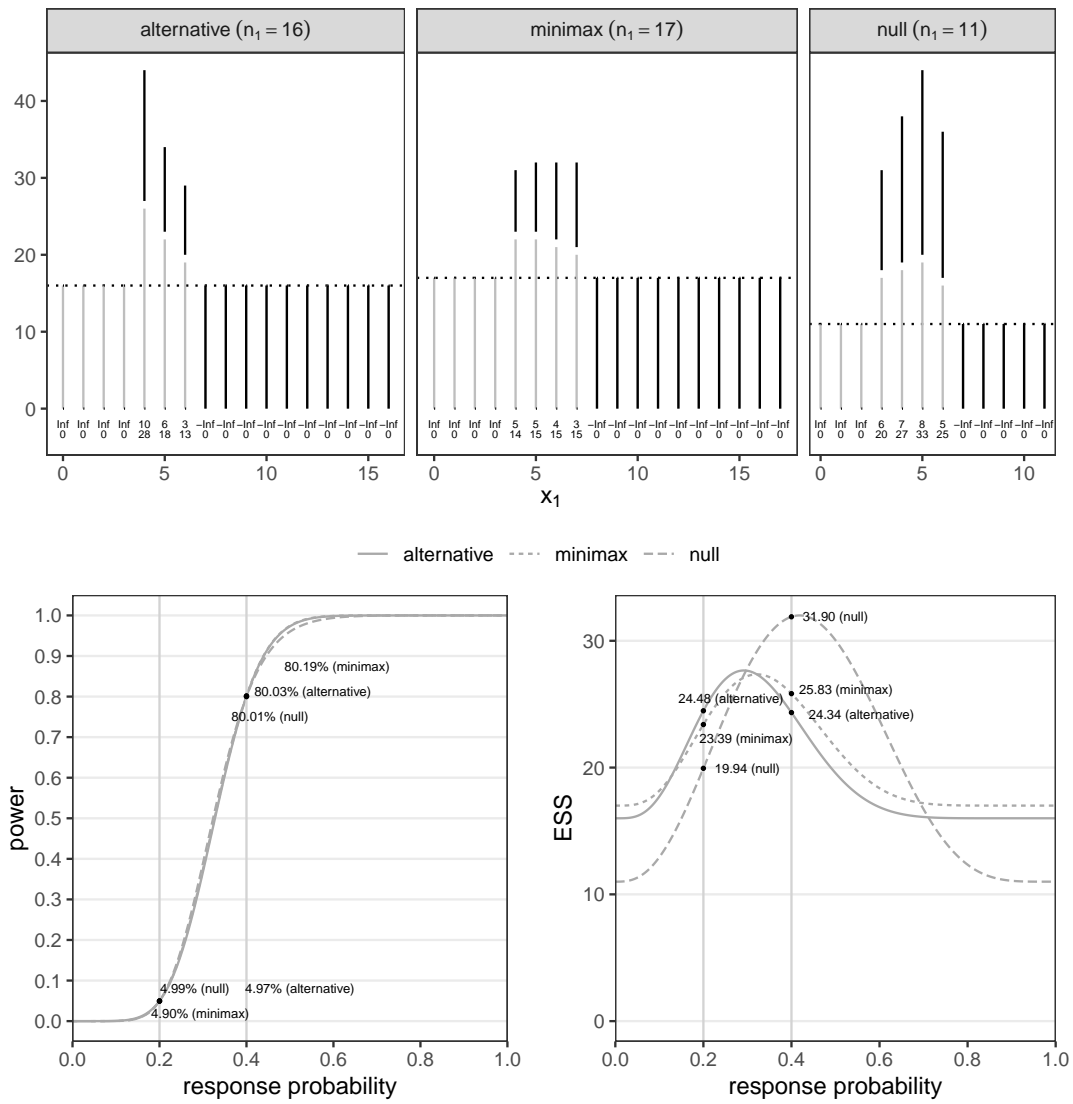 alternative (n₁ = 16)
minimax (n₁ = 17)
null (n₁ = 11)
40
30
20
10
0
Inf Inf Inf Inf 10 6 3 −Inf −Inf −Inf −Inf −Inf −Inf −Inf −Inf −Inf −Inf
0 0 0 0 28 18 13 0 0 0 0 0 0 0 0 0 0
Inf Inf Inf Inf 5 5 4 3 −Inf −Inf −Inf −Inf −Inf −Inf −Inf −Inf −Inf −Inf
0 0 0 0 14 15 15 15 0 0 0 0 0 0 0 0 0 0
Inf Inf Inf 6 7 8 5 −Inf −Inf −Inf −Inf −Inf
0 0 0 20 27 33 25 0 0 0 0 0
0 5 10 15
0 5 10 15
0 5 10
x₁
alternative minimax null
1.0
0.9
0.8
0.7
0.6
0.5
0.4
0.3
0.2
0.1
0.0
power
80.19% (minimax)
80.03% (alternative)
80.01% (null)
4.99% (null) 4.97% (alternative)
4.90% (minimax)
0.0 0.2 0.4 0.6 0.8 1.0
response probability
30
20
10
0
ESS
31.90 (null)
25.83 (minimax)
24.48 (alternative)
24.34 (alternative)
23.39 (minimax)
19.94 (null)
0.0 0.2 0.4 0.6 0.8 1.0
response probability